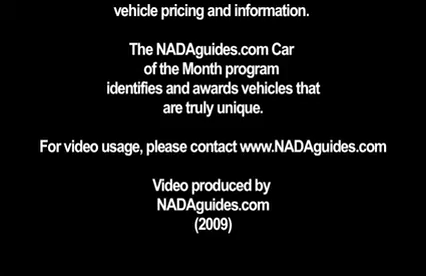 vehicle pricing and information.
The NADAguides.com Car
of the Month program
identifies and awards vehicles that
are truly unique.
For video usage, please contact www.NADAguides.com
Video produced by
NADAguides.com
(2009)